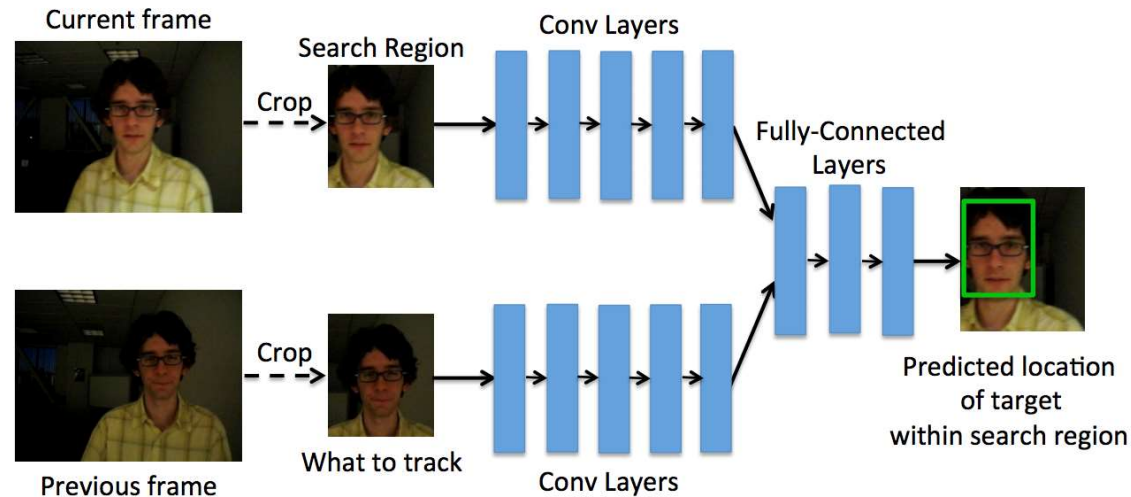 Current frame
Search Region
Conv Layers
Crop
Fully-Connected
Layers
Crop
What to track
Predicted location
of target
within search region
Previous frame
Conv Layers